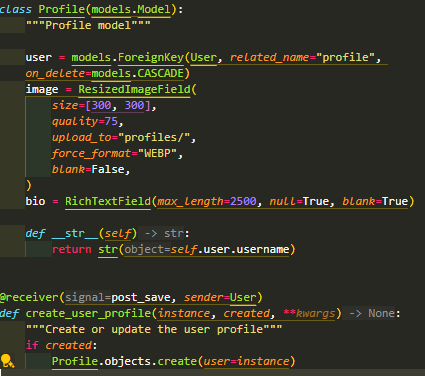 class Profile(models.Model):
    """Profile model"""

    user = models.ForeignKey(User, related_name="profile",
    on_delete=models.CASCADE)
    image = ResizedImageField(
        size=[300, 300],
        quality=75,
        upload_to="profiles/",
        force_format="WEBP",
        blank=False,
    )
    bio = RichTextField(max_length=2500, null=True, blank=True)

    def __str__(self) -> str:
        return str(object=self.user.username)


@receiver(signal=post_save, sender=User)
def create_user_profile(instance, created, **kwargs) -> None:
    """Create or update the user profile"""
    if created:
        Profile.objects.create(user=instance)